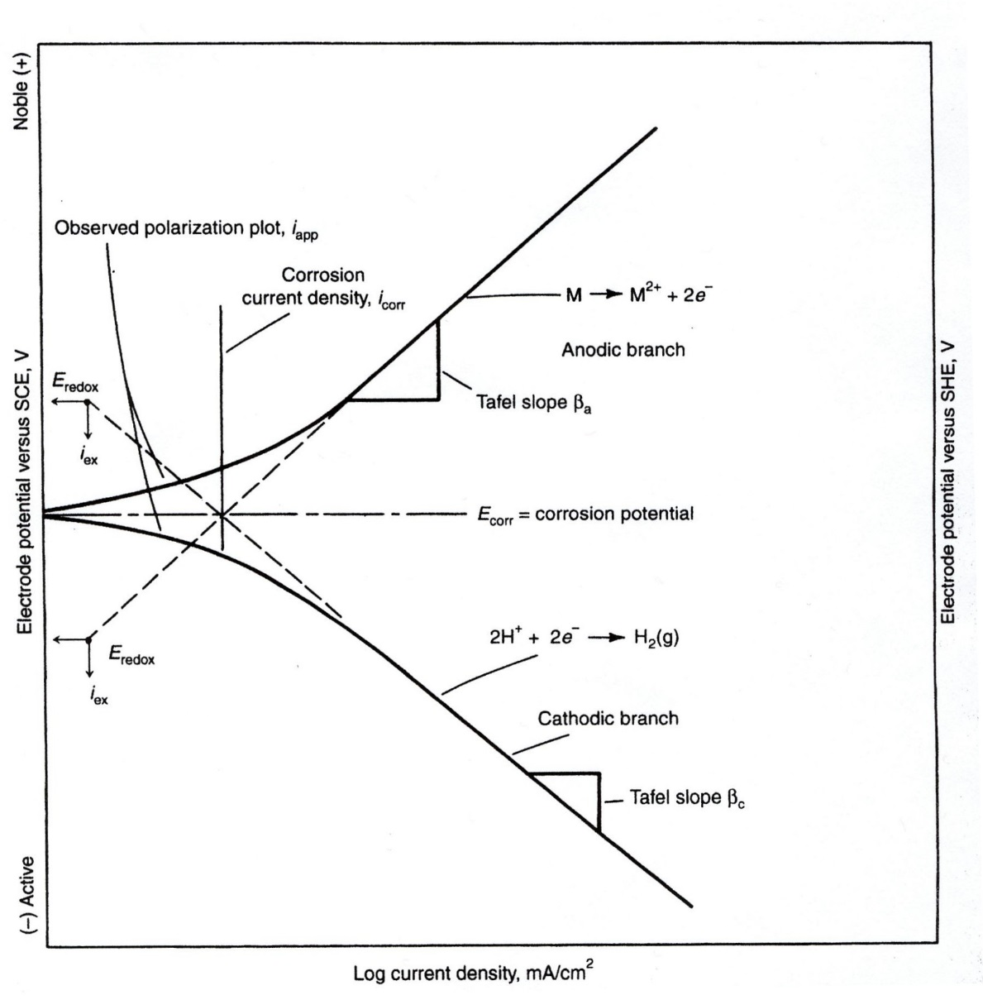 Noble (+)
Observed polarization plot, i_app
Corrosion
current density, i_corr
M → M²⁺ + 2e⁻
Anodic branch
Tafel slope βₐ
E_redox
i_ex
Electrode potential versus SCE, V
Electrode potential versus SHE, V
E_corr = corrosion potential
2H⁺ + 2e⁻ → H₂(g)
E_redox
i_ex
Cathodic branch
Tafel slope β_c
(−) Active
Log current density, mA/cm²